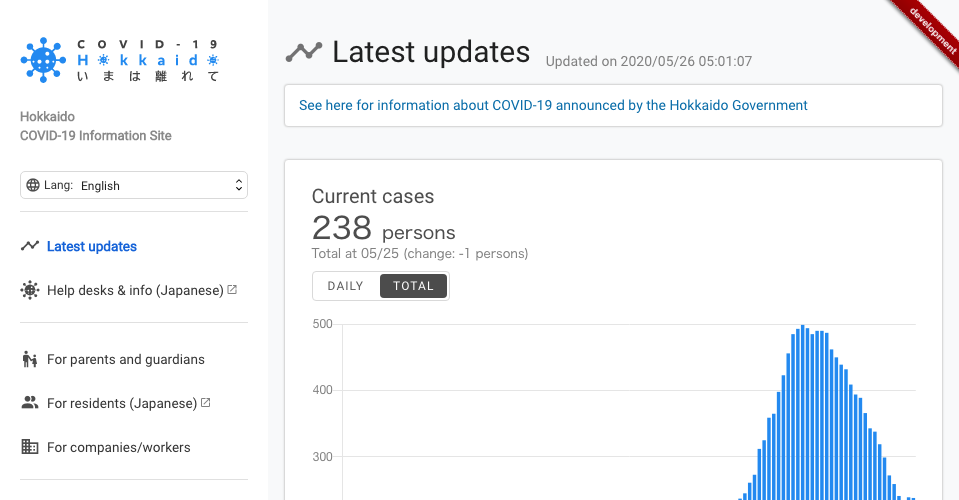 COVID-19
Hokkaido
いまは離れて
Hokkaido
COVID-19 Information Site
Lang: English
Latest updates
Help desks & info (Japanese)
For parents and guardians
For residents (Japanese)
For companies/workers
development
Latest updates
Updated on 2020/05/26 05:01:07
See here for information about COVID-19 announced by the Hokkaido Government
Current cases
238 persons
Total at 05/25 (change: -1 persons)
DAILY TOTAL
500
400
300